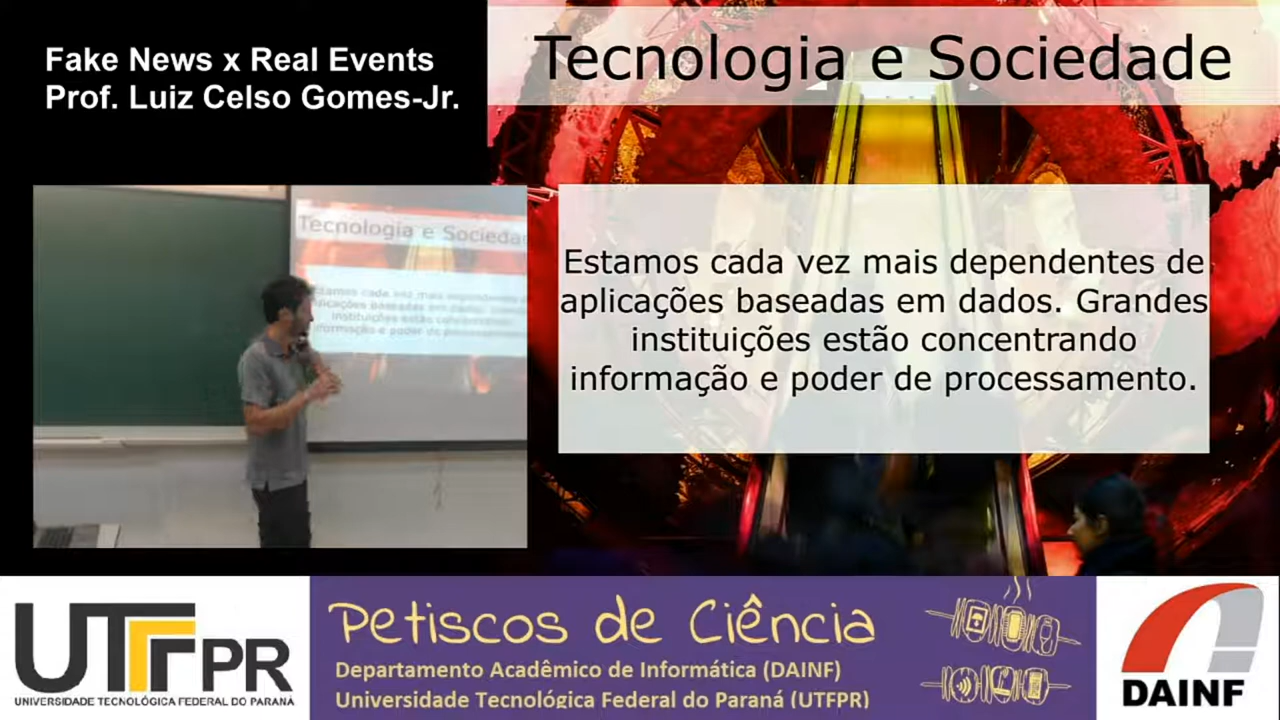 Fake News x Real Events
Prof. Luiz Celso Gomes-Jr.
Tecnologia e Sociedade
Tecnologia e Sociedad
Estamos cada vez mais dependentes de
aplicações baseadas em dados. Grandes
instituições estão concentrando
informação e poder de processamento.
UTFPR
UNIVERSIDADE TECNOLÓGICA FEDERAL DO PARANÁ
Petiscos de Ciência
Departamento Acadêmico de Informática (DAINF)
Universidade Tecnológica Federal do Paraná (UTFPR)
DAINF